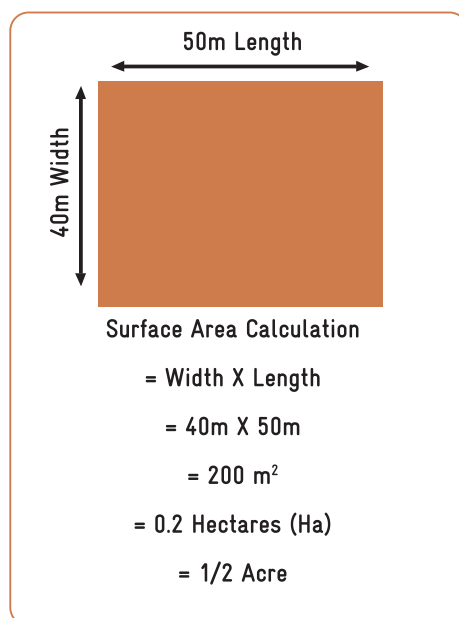 50m Length
40m Width
Surface Area Calculation
= Width X Length
= 40m X 50m
= 200 m²
= 0.2 Hectares (Ha)
= 1/2 Acre